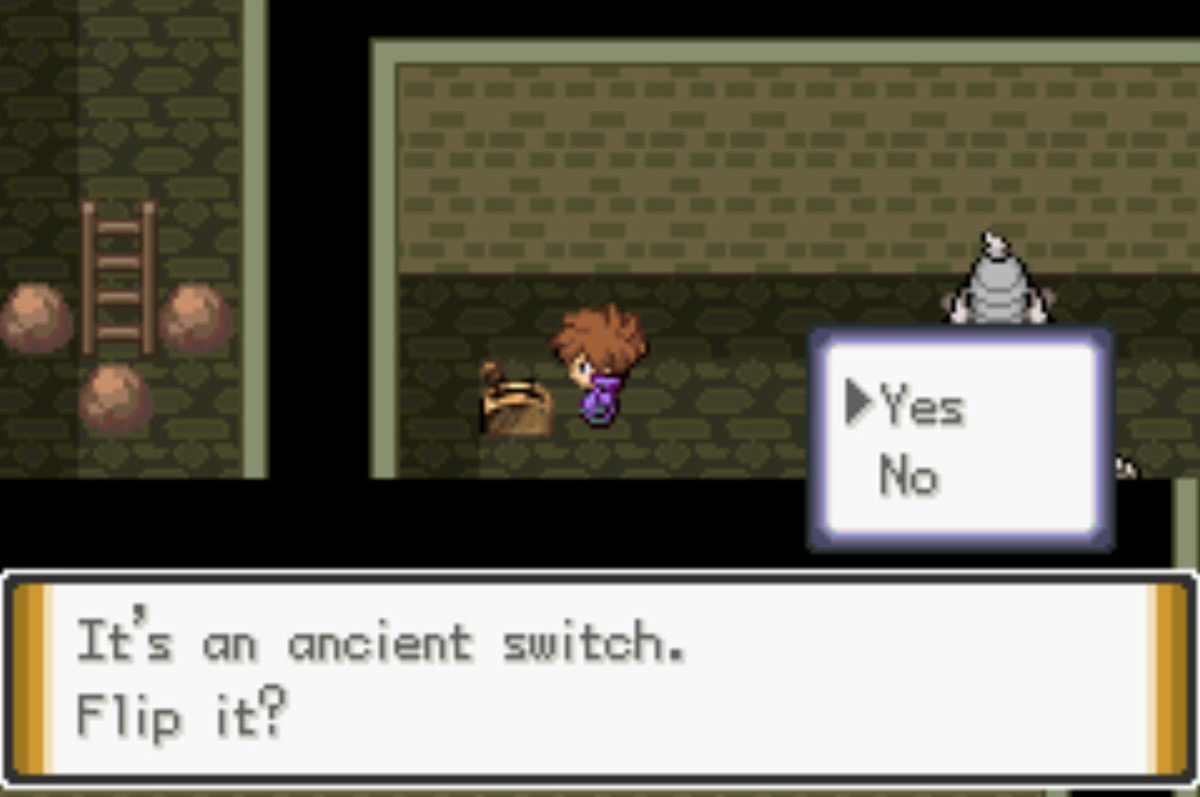 Yes
No
It's an ancient switch.
Flip it?